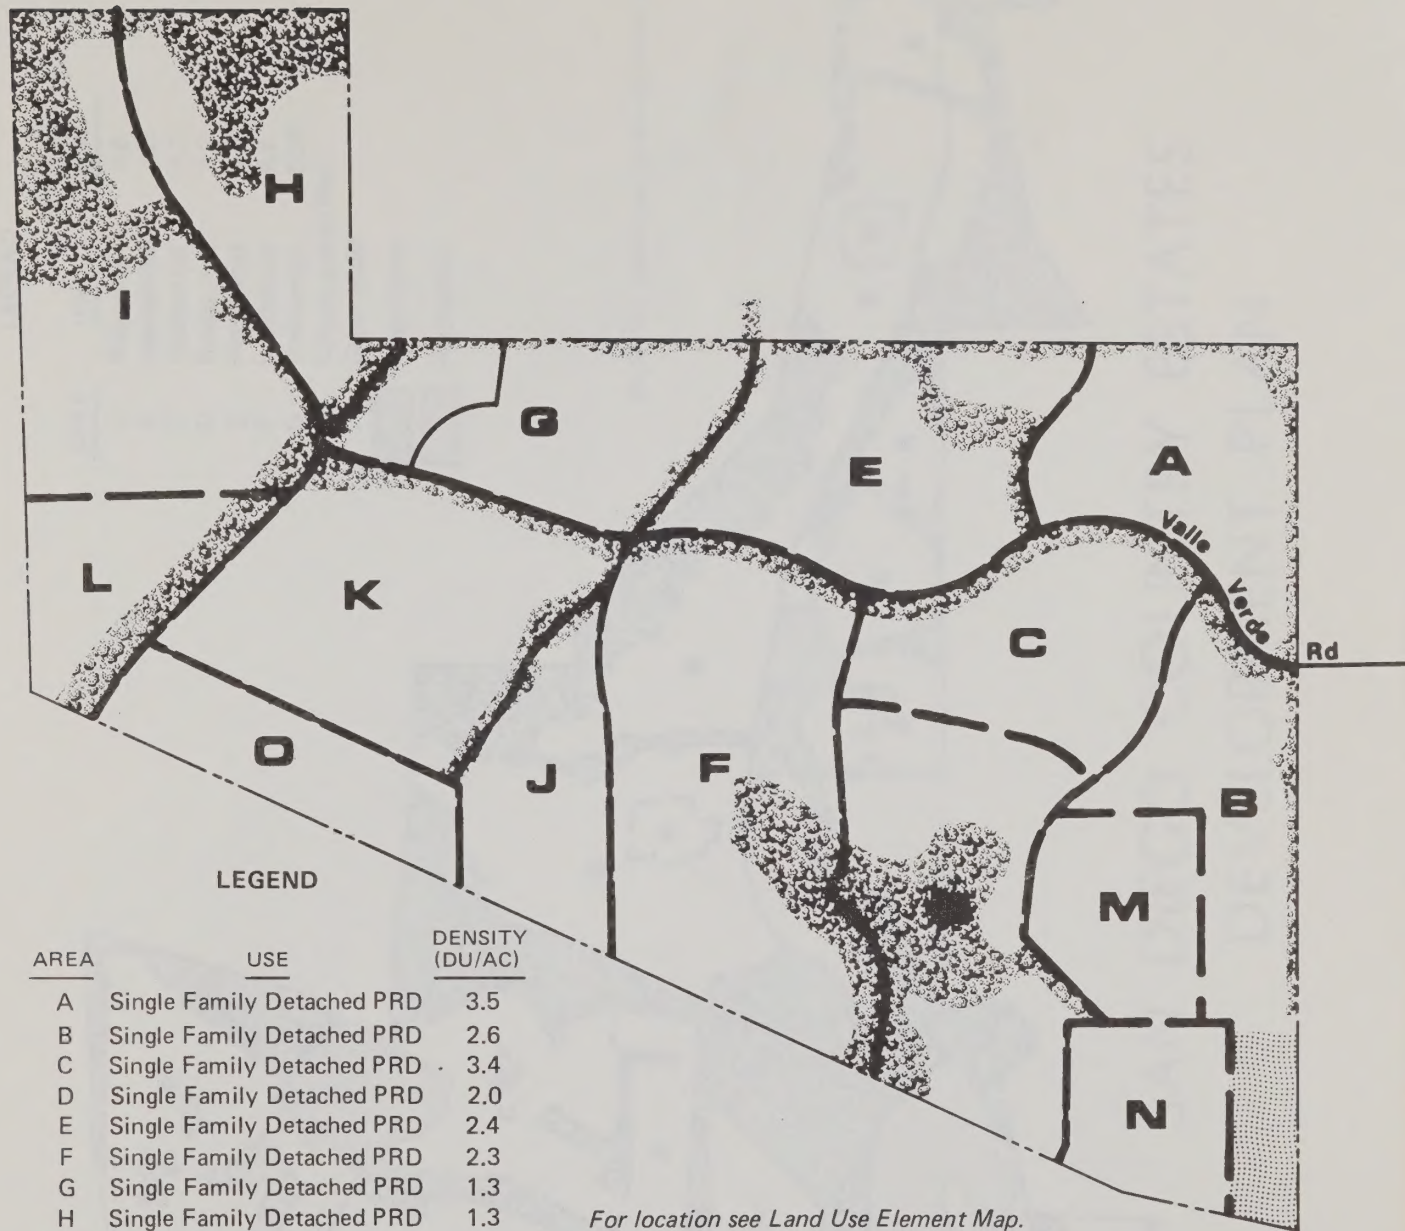 H
I
G
E
A
Valle
Verde
Rd
L
K
C
O
J
F
B
M
N
LEGEND
AREA USE DENSITY (DU/AC)
A Single Family Detached PRD 3.5
B Single Family Detached PRD 2.6
C Single Family Detached PRD 3.4
D Single Family Detached PRD 2.0
E Single Family Detached PRD 2.4
F Single Family Detached PRD 2.3
G Single Family Detached PRD 1.3
H Single Family Detached PRD 1.3
For location see Land Use Element Map.